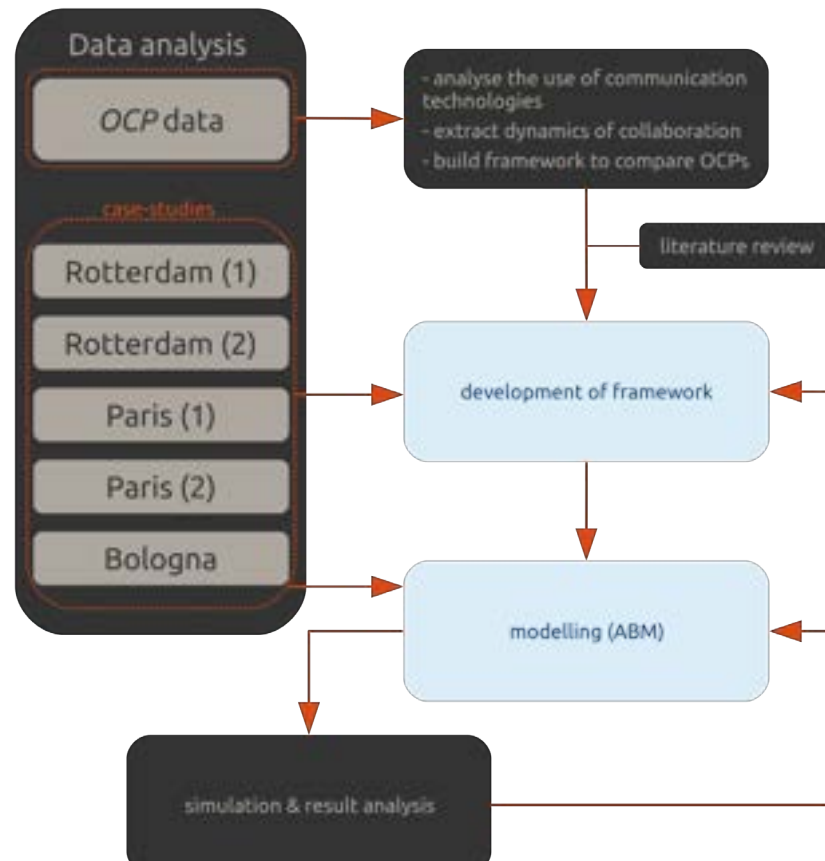 Data analysis
OCP data
case-studies
Rotterdam (1)
Rotterdam (2)
Paris (1)
Paris (2)
Bologna
- analyse the use of communication
technologies
- extract dynamics of collaboration
- build framework to compare OCPs
literature review
development of framework
modelling (ABM)
simulation & result analysis